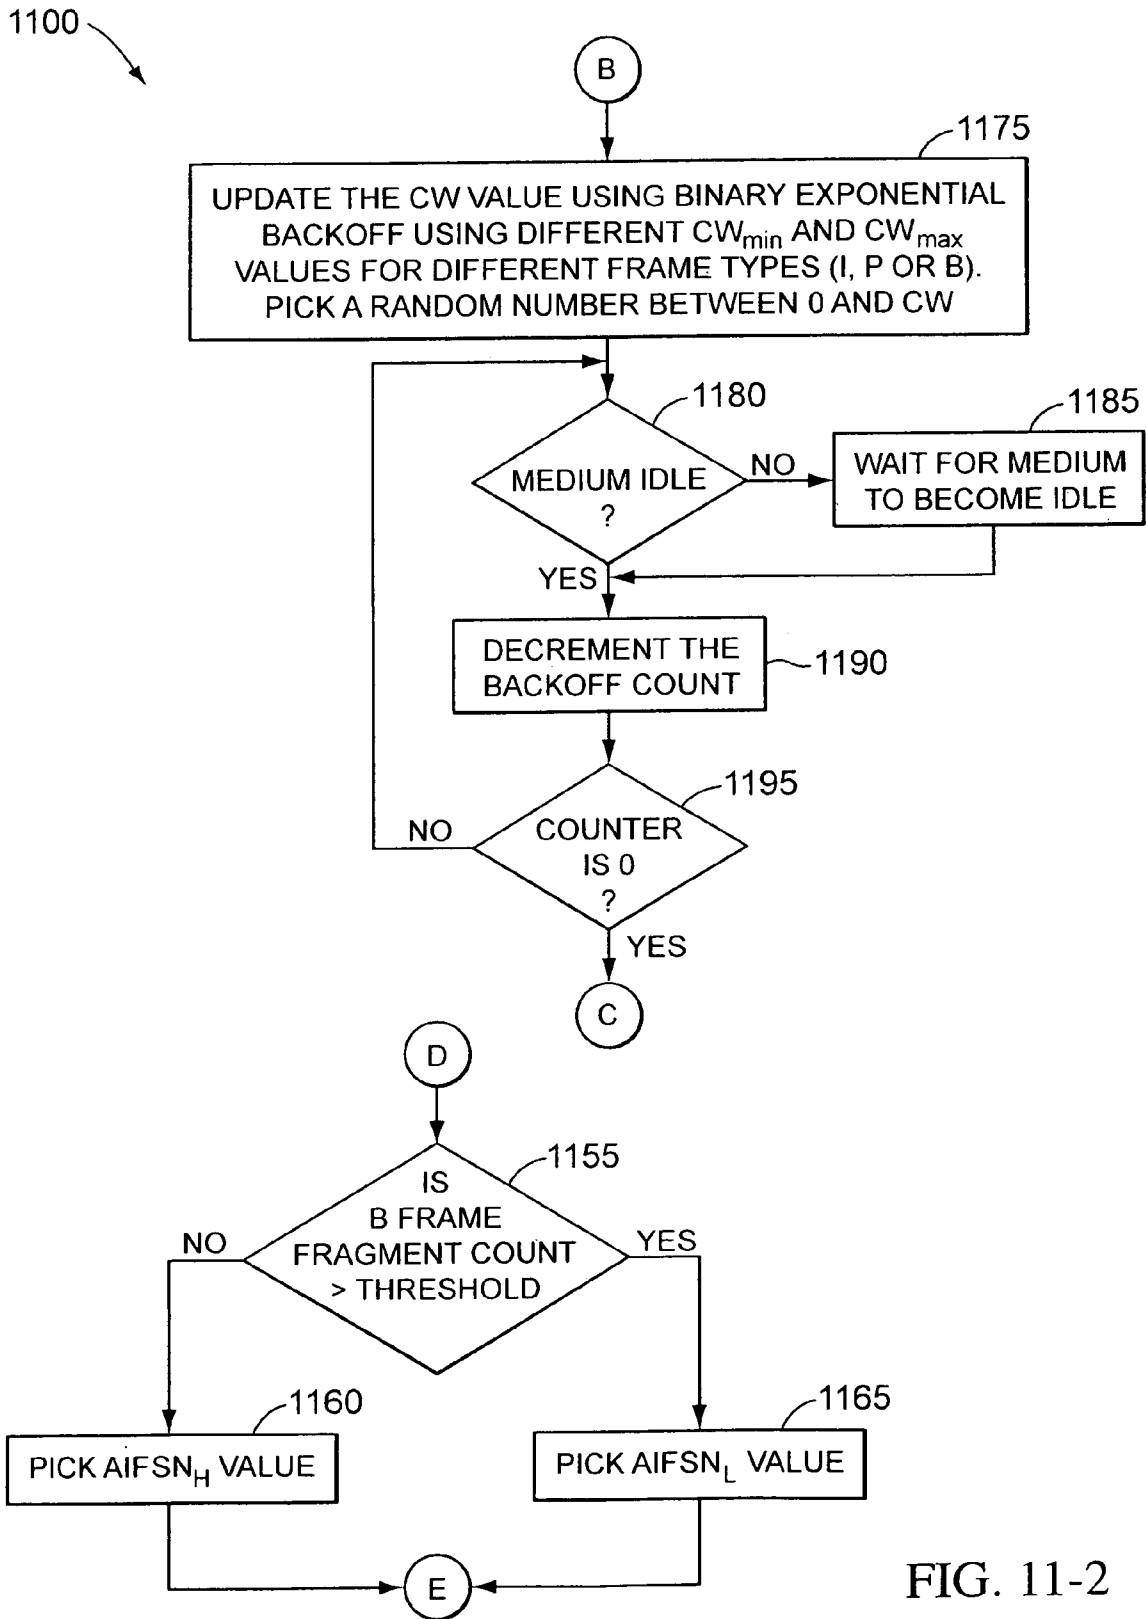 1100
B
1175
UPDATE THE CW VALUE USING BINARY EXPONENTIAL
BACKOFF USING DIFFERENT CWmin AND CWmax
VALUES FOR DIFFERENT FRAME TYPES (I, P OR B).
PICK A RANDOM NUMBER BETWEEN 0 AND CW
1180
1185
MEDIUM IDLE
?
NO
WAIT FOR MEDIUM
TO BECOME IDLE
YES
DECREMENT THE
BACKOFF COUNT
1190
1195
NO
COUNTER
IS 0
?
YES
C
D
1155
IS
B FRAME
FRAGMENT COUNT
> THRESHOLD
NO
YES
1160
1165
PICK AIFSNH VALUE
PICK AIFSNL VALUE
E
FIG. 11-2